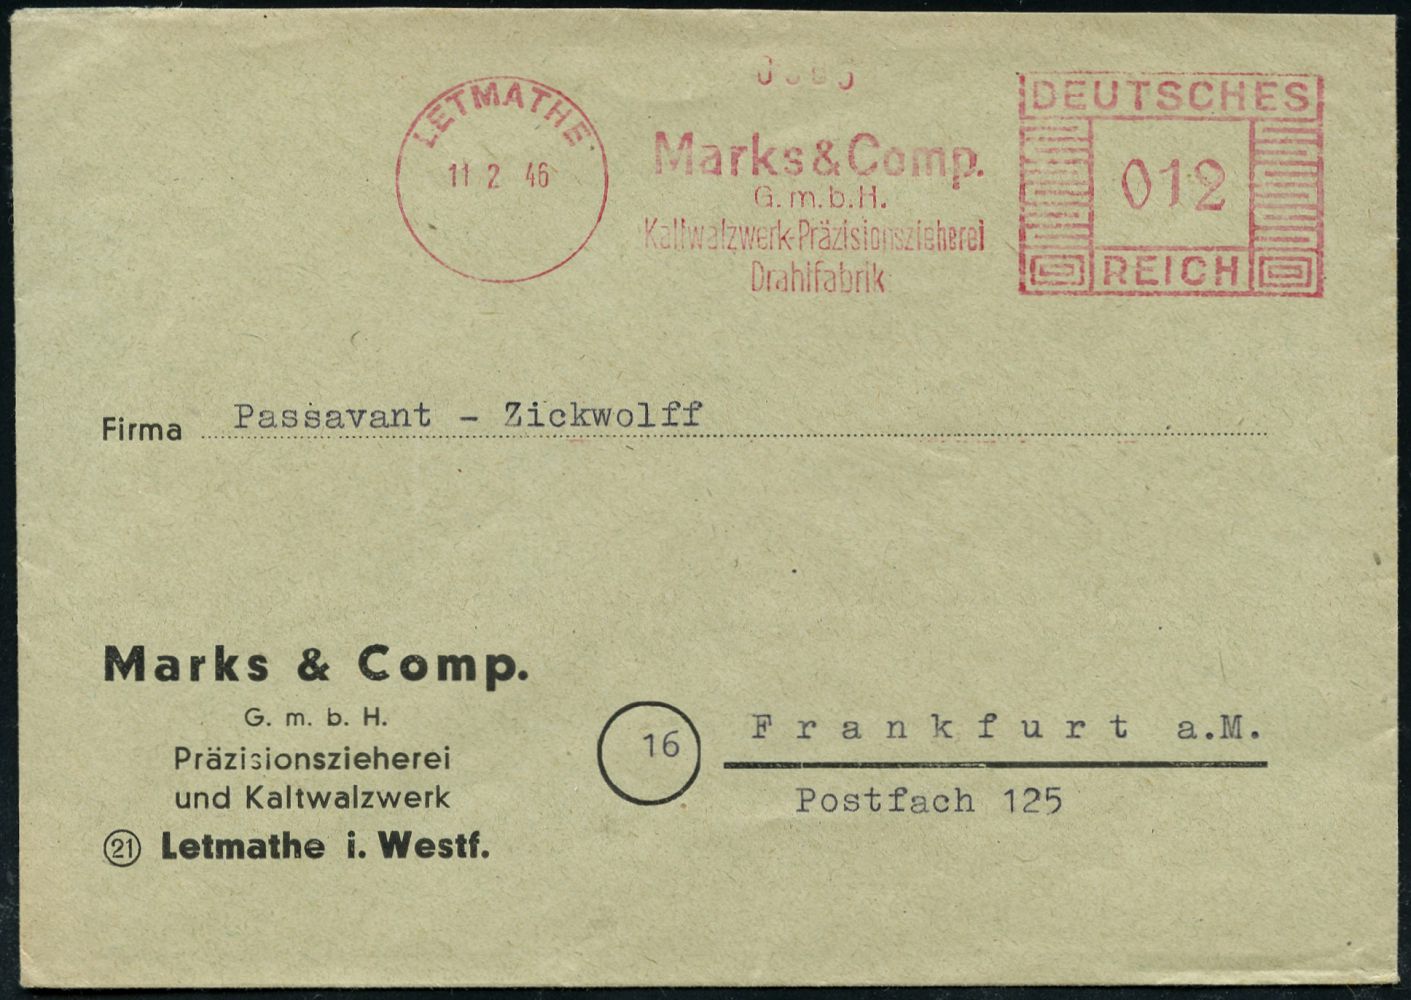 LETMATHE
11 2 46
Marks & Comp.
G. m. b. H.
Kaltwalzwerk-Präzisionszieherei
Drahtfabrik
DEUTSCHES
012
REICH
Firma Passavant - Zickwolff
Marks & Comp.
G. m. b. H.
Präzisionszieherei
und Kaltwalzwerk
21 Letmathe i. Westf.
16 Frankfurt a.M.
Postfach 125